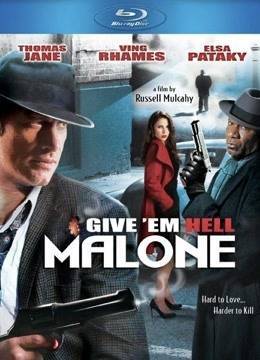 Blu-ray Disc
THOMAS JANE
VING RHAMES
ELSA PATAKY
a film by
Russell Mulcahy
GIVE 'EM HELL
MALONE
Hard to Love...
Harder to Kill